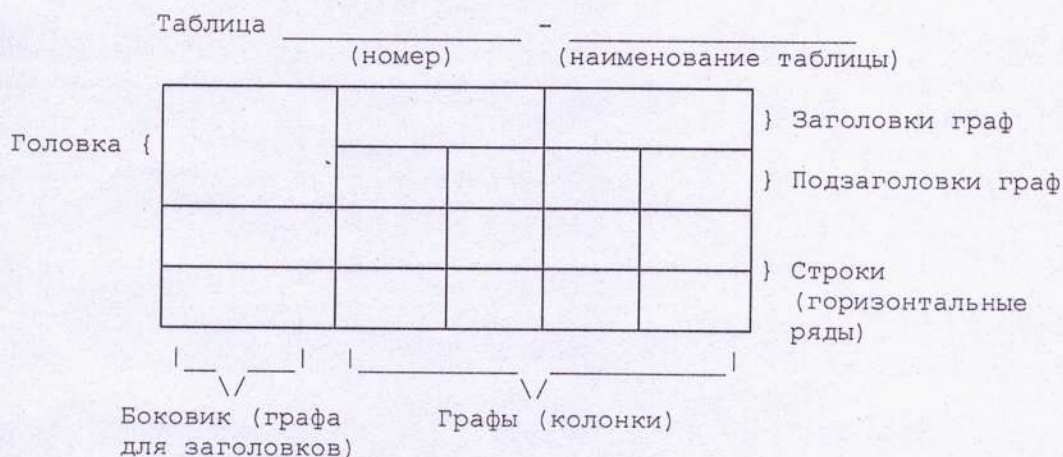 Таблица _______________ - __________________
(номер) (наименование таблицы)
Головка { } Заголовки граф
} Подзаголовки граф
} Строки
(горизонтальные
ряды)
Боковик (графа
для заголовков)
Графы (колонки)